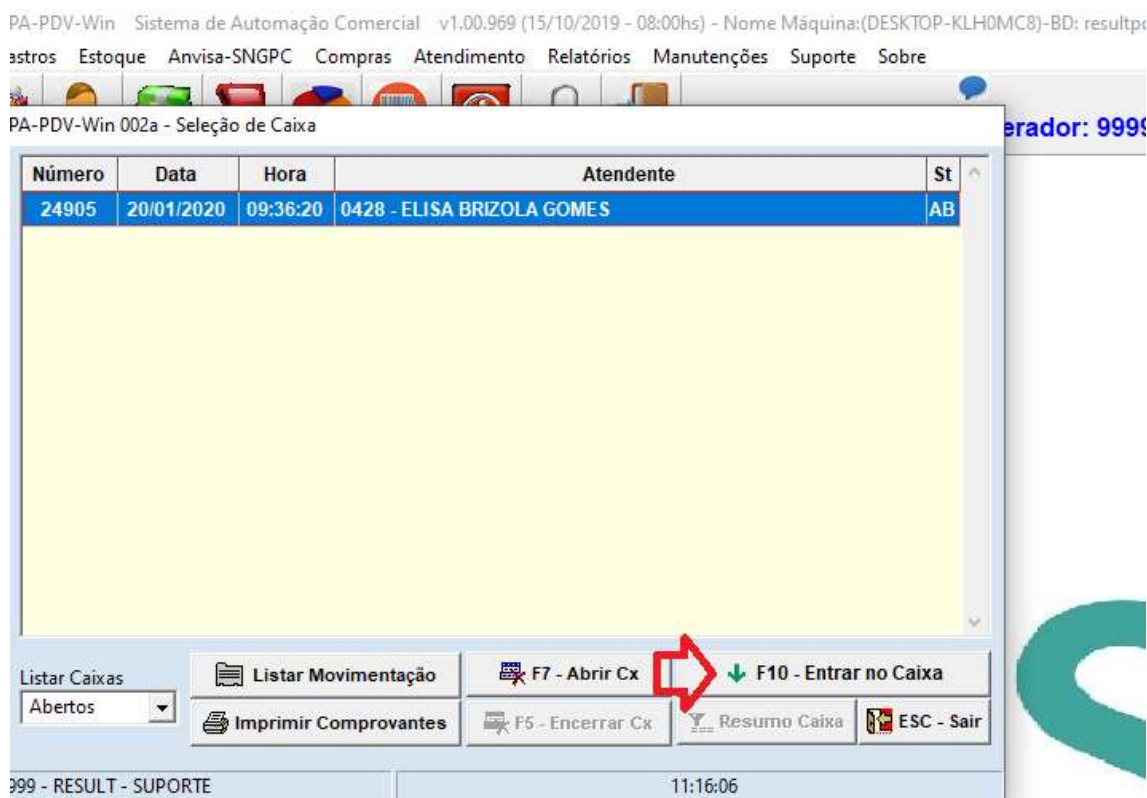 PA-PDV-Win Sistema de Automação Comercial v1.00.969 (15/10/2019 - 08:00hs) - Nome Máquina:(DESKTOP-KLH0MC8)-BD: resultpd
astros Estoque Anvisa-SNGPC Compras Atendimento Relatórios Manutenções Suporte Sobre
PA-PDV-Win 002a - Seleção de Caixa
erador: 9999
Número Data Hora Atendente St
24905 20/01/2020 09:36:20 0428 - ELISA BRIZOLA GOMES AB
Listar Caixas
Abertos
Listar Movimentação F7 - Abrir Cx F10 - Entrar no Caixa
Imprimir Comprovantes F5 - Encerrar Cx Resumo Caixa ESC - Sair
999 - RESULT - SUPORTE 11:16:06